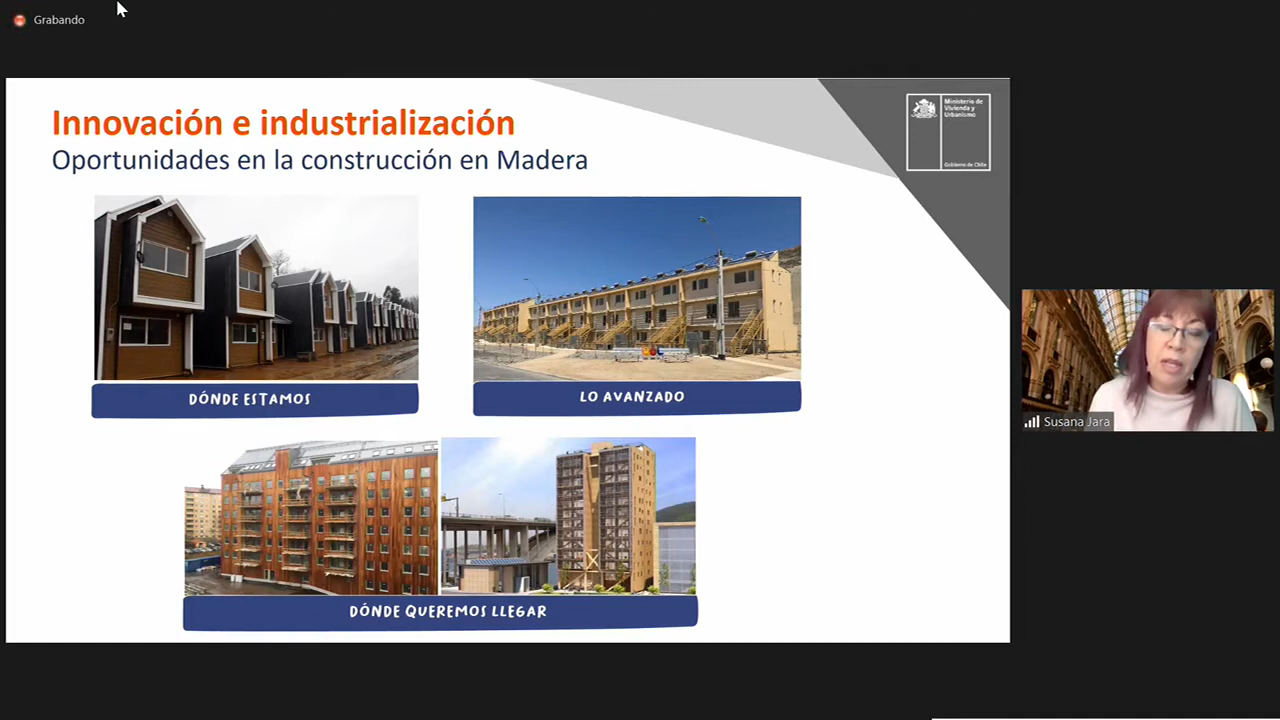 Grabando
Innovación e industrialización
Oportunidades en la construcción en Madera
Ministerio de
Vivienda y
Urbanismo
Gobierno de Chile
DÓNDE ESTAMOS
LO AVANZADO
DÓNDE QUEREMOS LLEGAR
Susana Jara